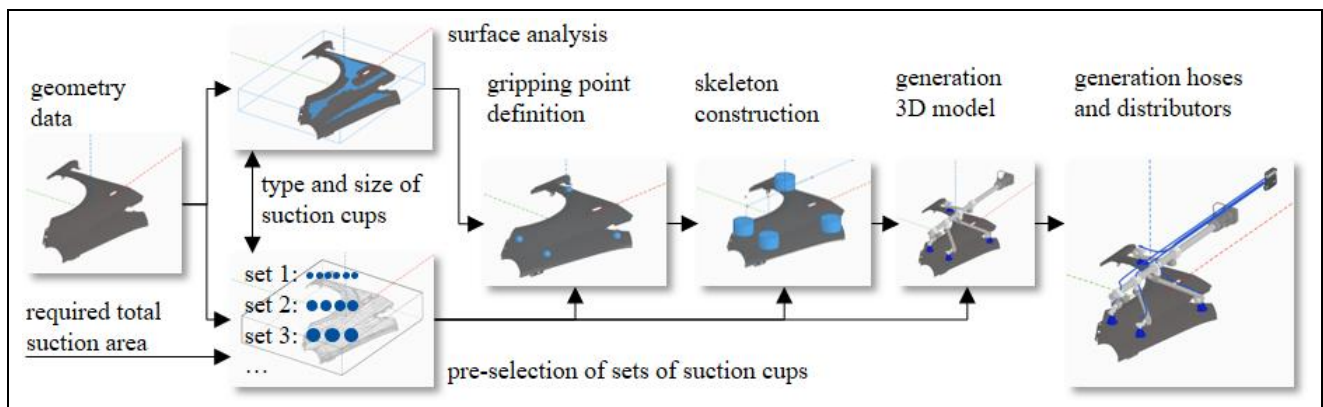 surface analysis
geometry
data
gripping point
definition
skeleton
construction
generation
3D model
generation hoses
and distributors
type and size of
suction cups
set 1:
set 2:
set 3:
...
required total
suction area
pre-selection of sets of suction cups